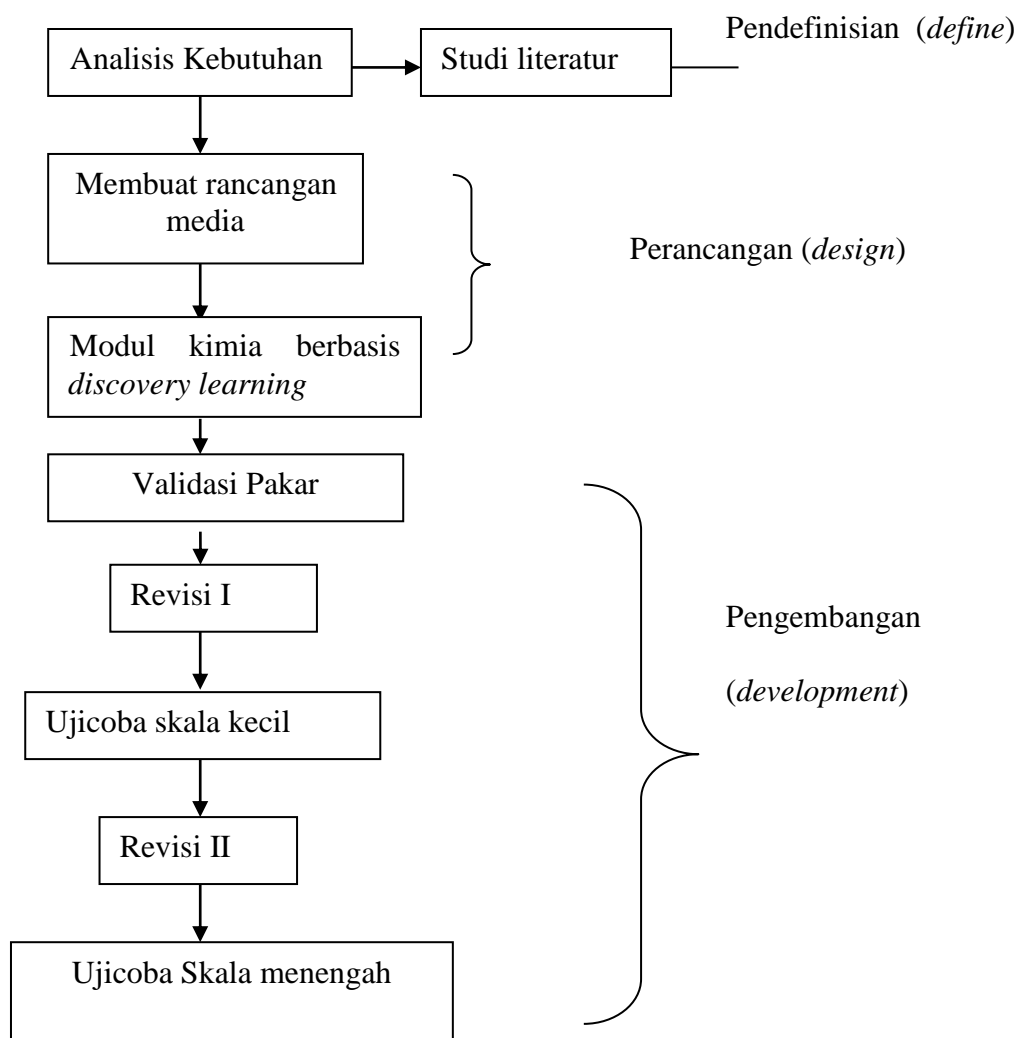 Pendefinisian (define)
Analisis Kebutuhan
Studi literatur
Membuat rancangan
media
Perancangan (design)
Modul kimia berbasis
discovery learning
Validasi Pakar
Revisi I
Pengembangan
(development)
Ujicoba skala kecil
Revisi II
Ujicoba Skala menengah